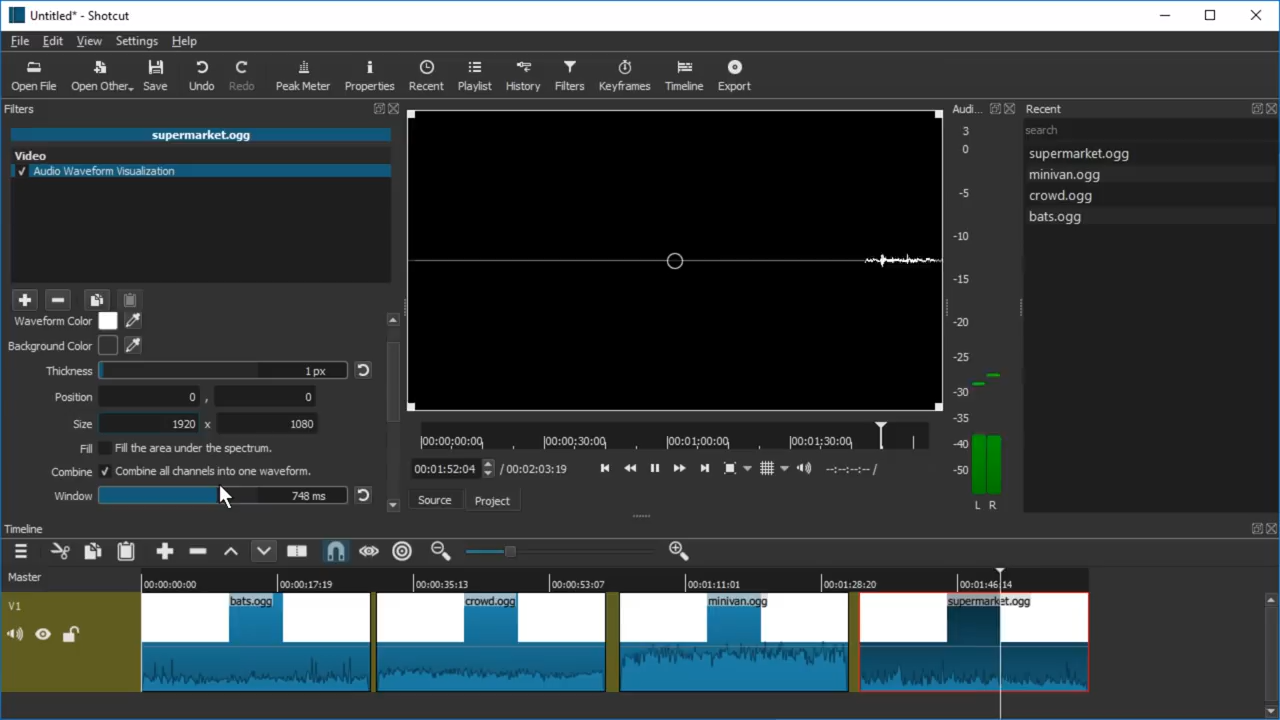 Untitled* - Shotcut
File Edit View Settings Help
Open File Open Other Save Undo Redo Peak Meter Properties Recent Playlist History Filters Keyframes Timeline Export
Filters
supermarket.ogg
Video
Audio Waveform Visualization
Waveform Color
Background Color
Thickness 1 px
Position 0 , 0
Size 1920 x 1080
Fill Fill the area under the spectrum.
Combine Combine all channels into one waveform.
Window 748 ms
00:00:00:00 00:00:30:00 00:01:00:00 00:01:30:00
00:01:52:04 / 00:02:03:19 --:--:--:-- /
Source Project
Audi...
3
0
-5
-10
-15
-20
-25
-30
-35
-40
-50
L R
Recent
search
supermarket.ogg
minivan.ogg
crowd.ogg
bats.ogg
Timeline
Master
00:00:00:00 00:00:17:19 00:00:35:13 00:00:53:07 00:01:11:01 00:01:28:20 00:01:46:14
V1
bats.ogg crowd.ogg minivan.ogg supermarket.ogg